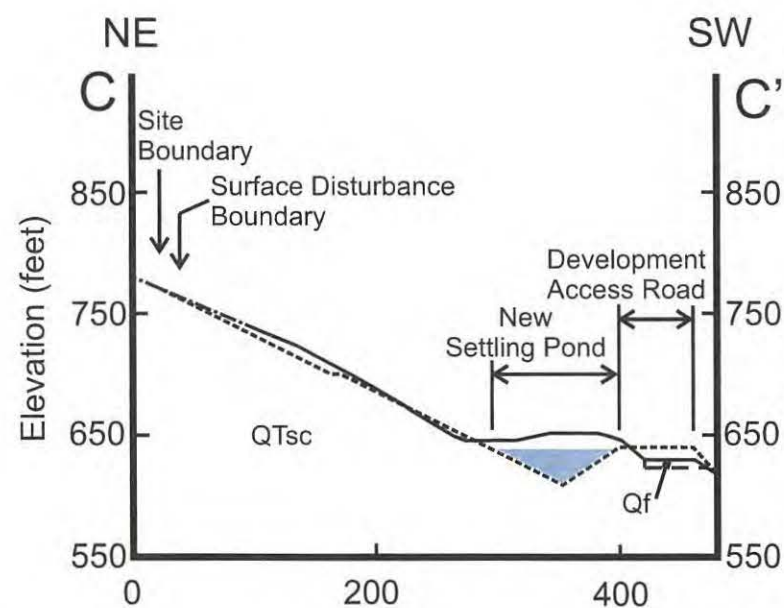 NE
SW
C
C'
Site
Boundary
Surface Disturbance
Boundary
Development
Access Road
New
Settling Pond
Elevation (feet)
850
750
650
550
850
750
650
550
QTsc
Qf
0
200
400